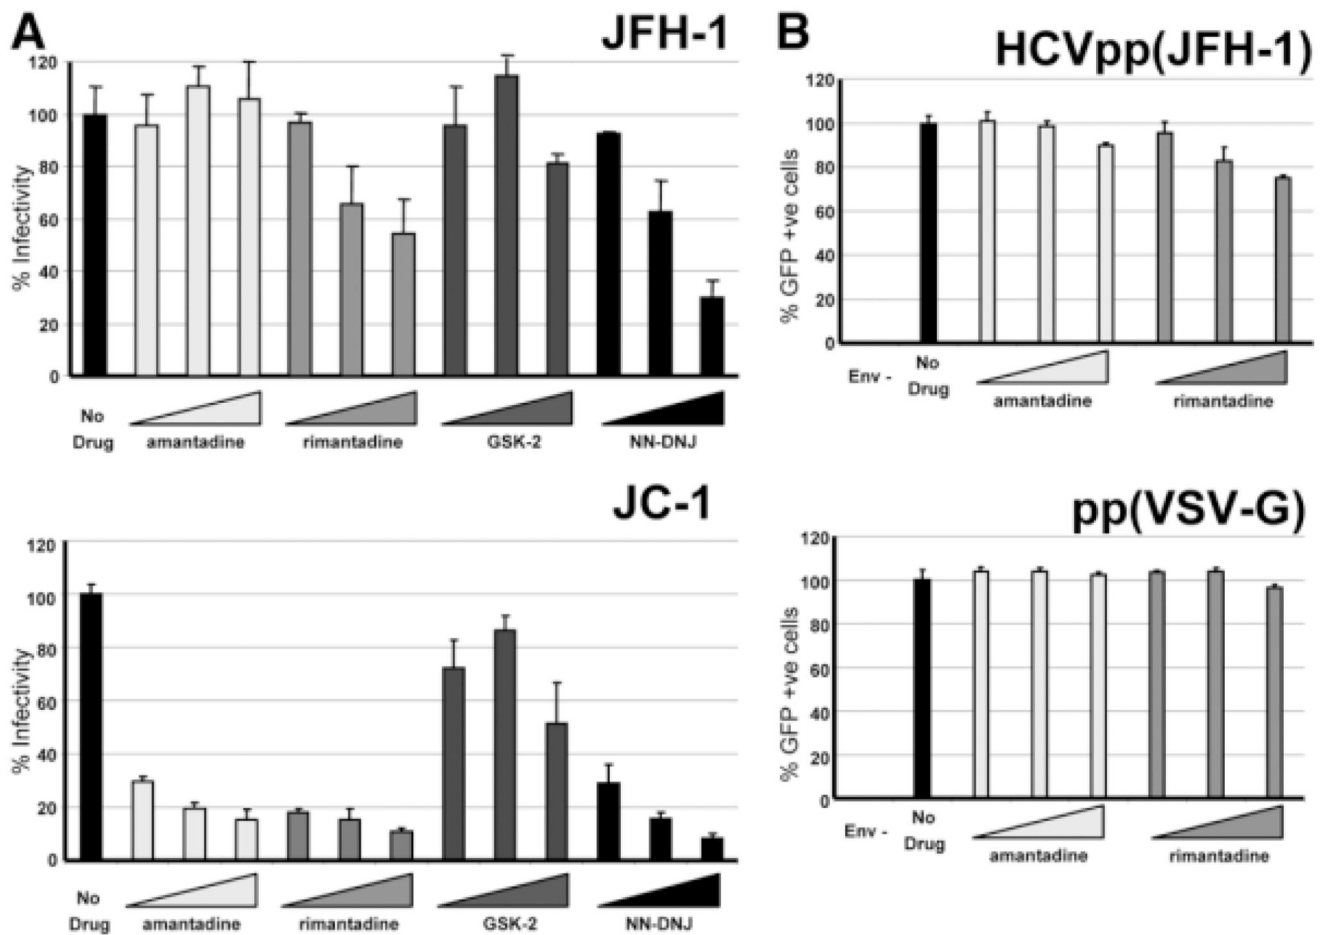 A
JFH-1
% Infectivity
120
100
80
60
40
20
0
No
Drug
amantadine
rimantadine
GSK-2
NN-DNJ
JC-1
% Infectivity
120
100
80
60
40
20
0
No
Drug
amantadine
rimantadine
GSK-2
NN-DNJ
B
HCVpp(JFH-1)
% GFP +ve cells
120
100
80
60
40
20
0
Env -
No
Drug
amantadine
rimantadine
pp(VSV-G)
% GFP +ve cells
120
100
80
60
40
20
0
Env -
No
Drug
amantadine
rimantadine